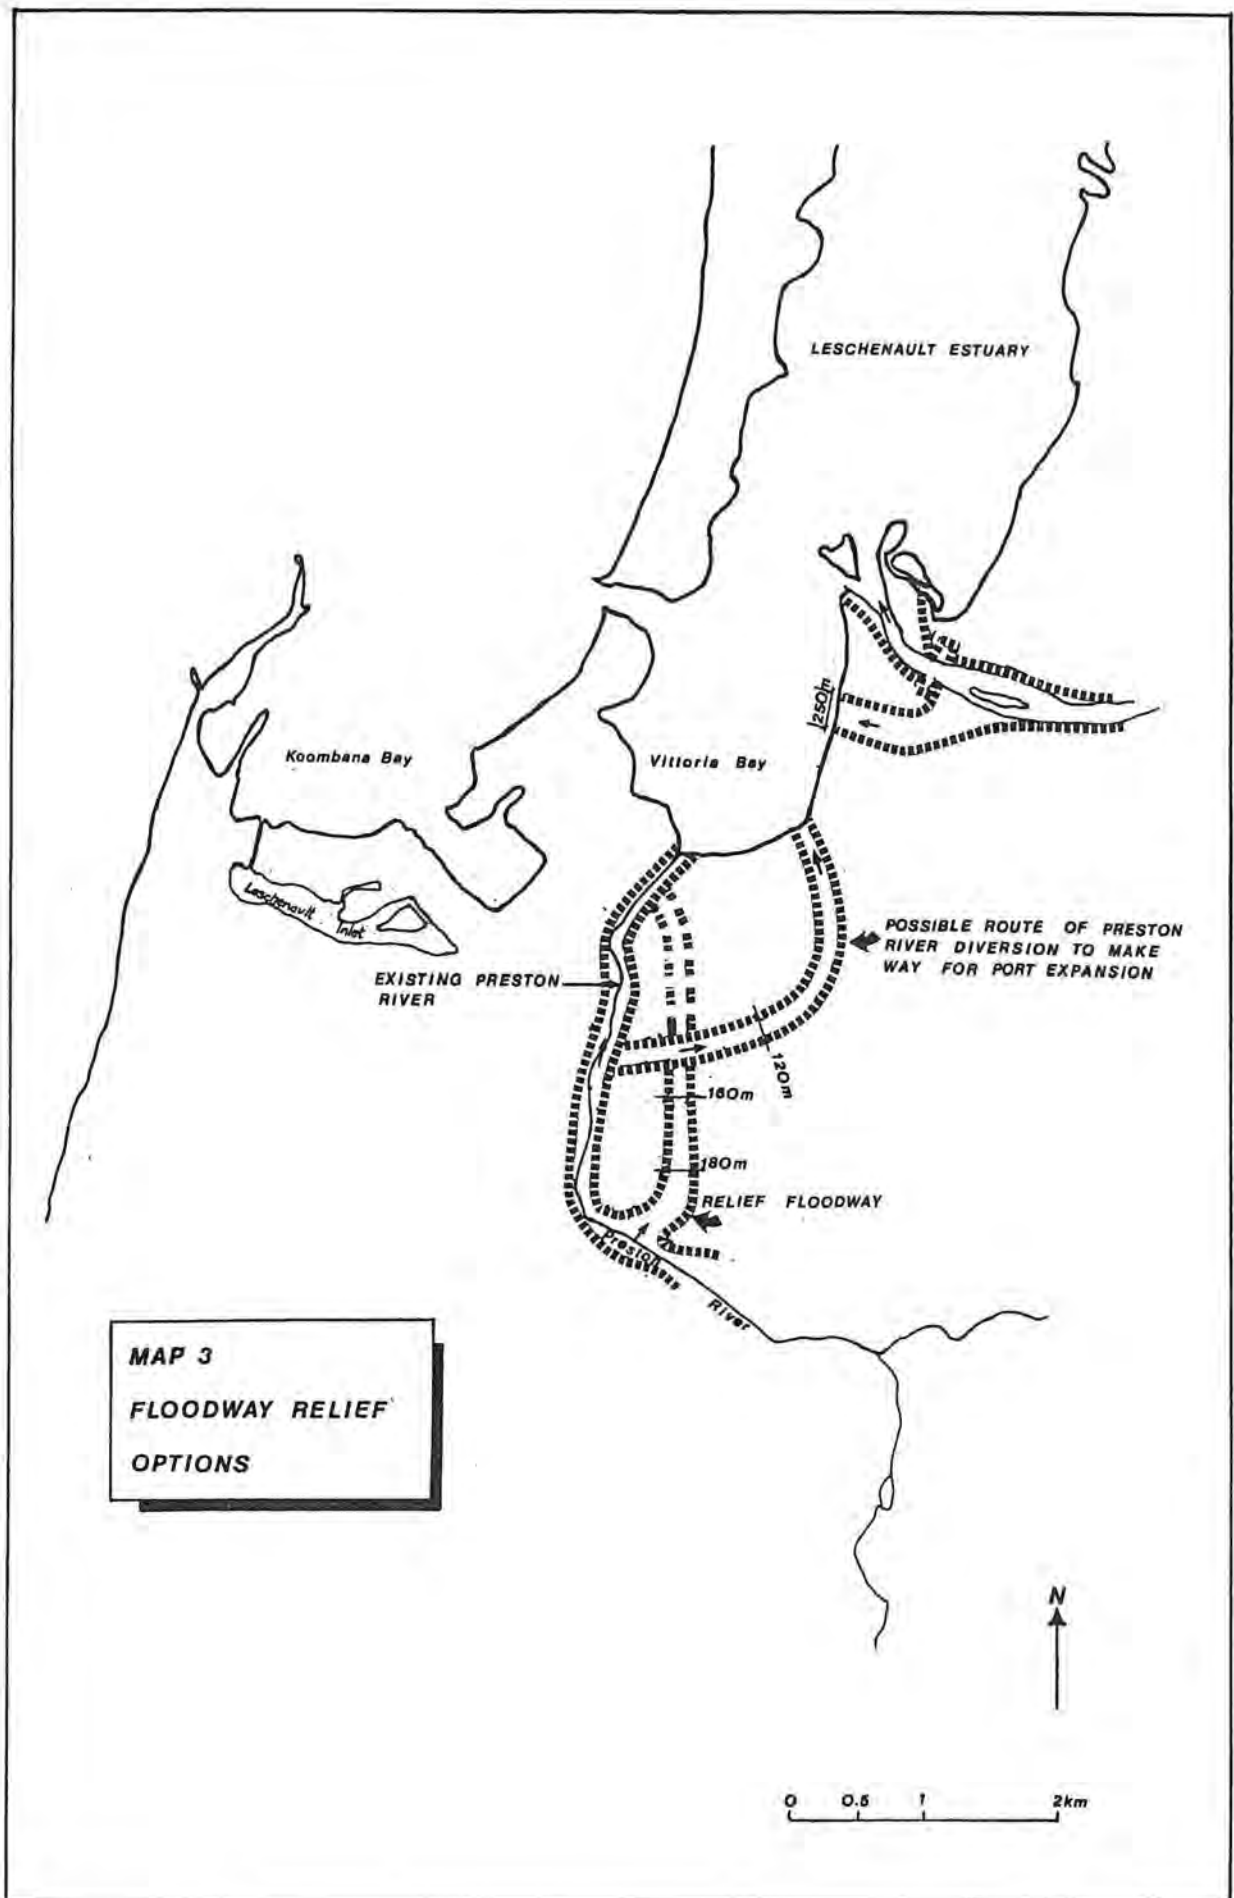 LESCHENAULT ESTUARY
250m
Koombana Bay
Vittoria Bay
Leschenault
Inlet
POSSIBLE ROUTE OF PRESTON
RIVER DIVERSION TO MAKE
WAY FOR PORT EXPANSION
EXISTING PRESTON
RIVER
120m
160m
180m
RELIEF FLOODWAY
Preston
River
MAP 3
FLOODWAY RELIEF
OPTIONS
N
0 0.5 1 2km